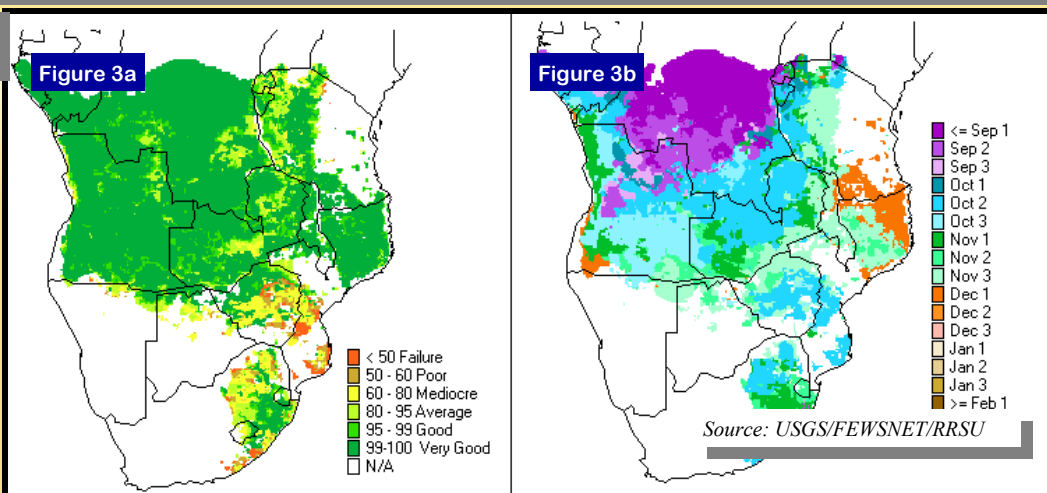 Figure 3a
< 50 Failure
50 - 60 Poor
60 - 80 Mediocre
80 - 95 Average
95 - 99 Good
99-100 Very Good
N/A
Figure 3b
<= Sep 1
Sep 2
Sep 3
Oct 1
Oct 2
Oct 3
Nov 1
Nov 2
Nov 3
Dec 1
Dec 2
Dec 3
Jan 1
Jan 2
Jan 3
>= Feb 1
Source: USGS/FEWSNET/RRSU